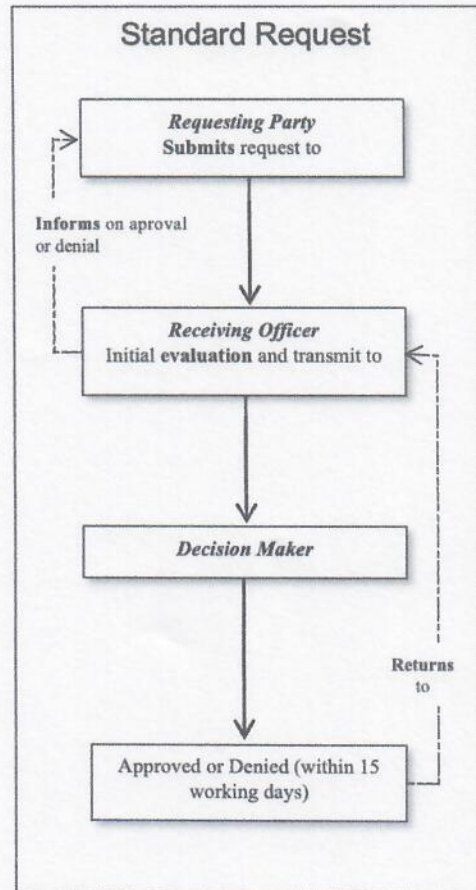 Standard Request
Requesting Party
Submits request to
Informs on aproval
or denial
Receiving Officer
Initial evaluation and transmit to
Decision Maker
Returns
to
Approved or Denied (within 15
working days)